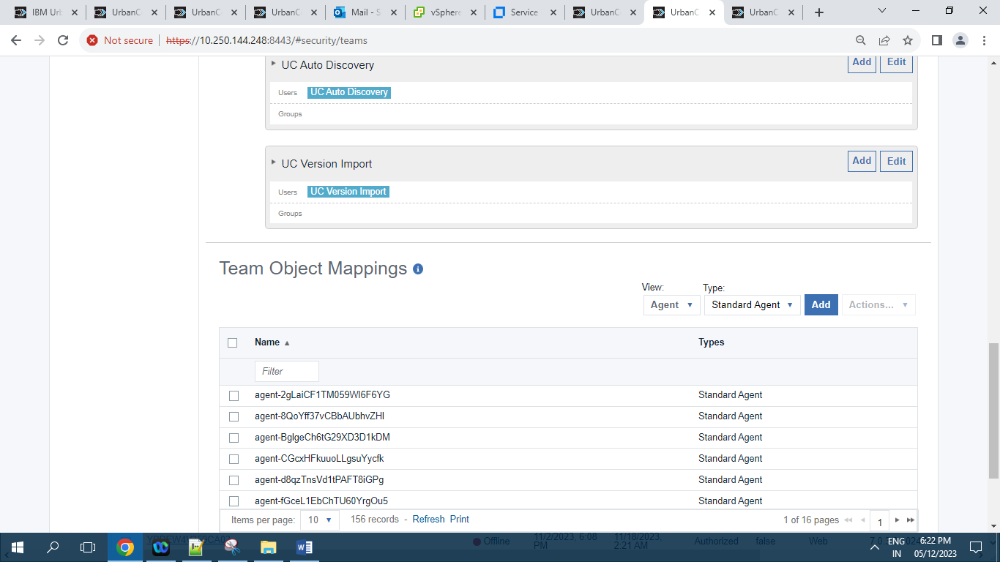 IBM Urb
UrbanC
UrbanC
UrbanC
Mail - S
vSphere
Service
UrbanC
UrbanC
UrbanC
Not secure https://10.250.144.248:8443/#security/teams
UC Auto Discovery Add Edit
Users UC Auto Discovery
Groups
UC Version Import Add Edit
Users UC Version Import
Groups
Team Object Mappings
View: Type:
Agent Standard Agent Add Actions...
Name Types
Filter
agent-2gLaiCF1TM059WI6F6YG Standard Agent
agent-8QoYff37vCBbAUbhvZHI Standard Agent
agent-BglgeCh6tG29XD3D1kDM Standard Agent
agent-CGcxHFkuuoLLgsuYycfk Standard Agent
agent-d8qzTnsVd1tPAFT8iGPg Standard Agent
agent-fGceL1EbChTU60YrgOu5 Standard Agent
Items per page: 10 156 records - Refresh Print 1 of 16 pages 1
Offline 11/2/2023, 6:08 PM 11/18/2023, 2:21 AM Authorized false Web
ENG 6:22 PM
IN 05/12/2023